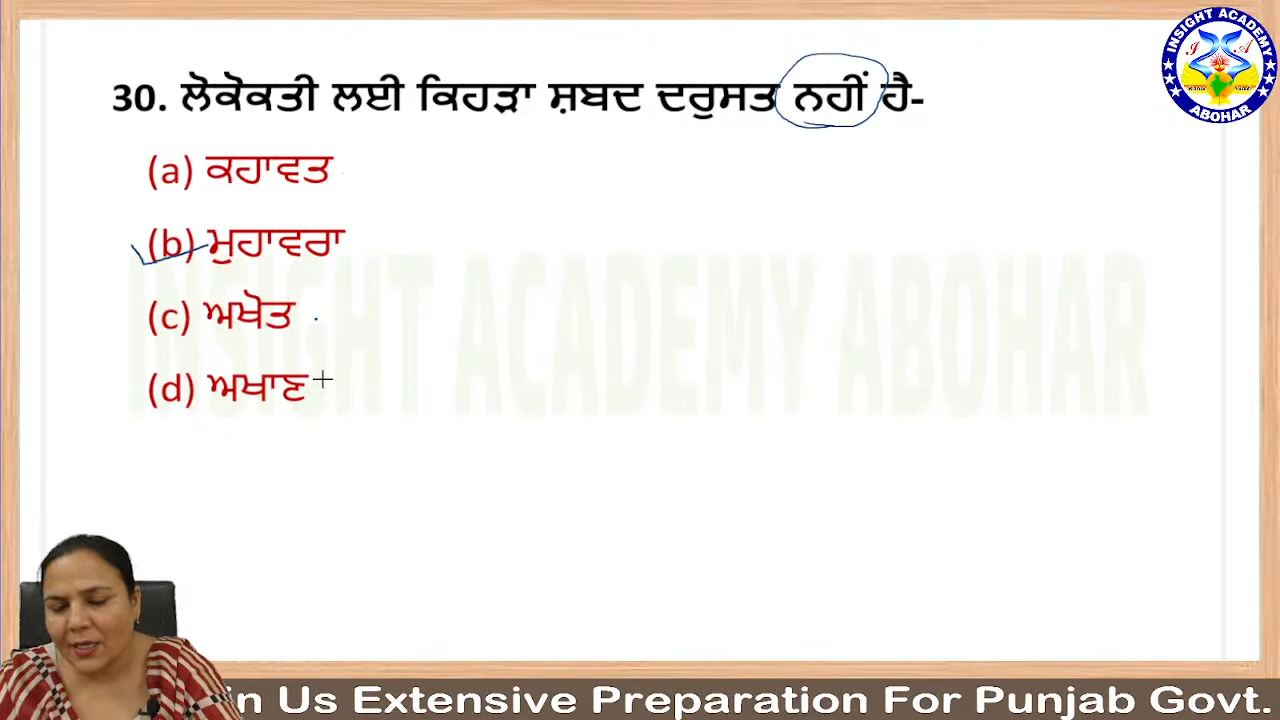 INSIGHT ACADEMY
I A
ABOHAR
30. ਲੋਕੋਕਤੀ ਲਈ ਕਿਹੜਾ ਸ਼ਬਦ ਦਰੁਸਤ ਨਹੀਂ ਹੈ-
(a) ਕਹਾਵਤ
(b) ਮੁਹਾਵਰਾ
(c) ਅਖੋਤ
(d) ਅਖਾਣ
INSIGHT ACADEMY ABOHAR
in Us Extensive Preparation For Punjab Govt.